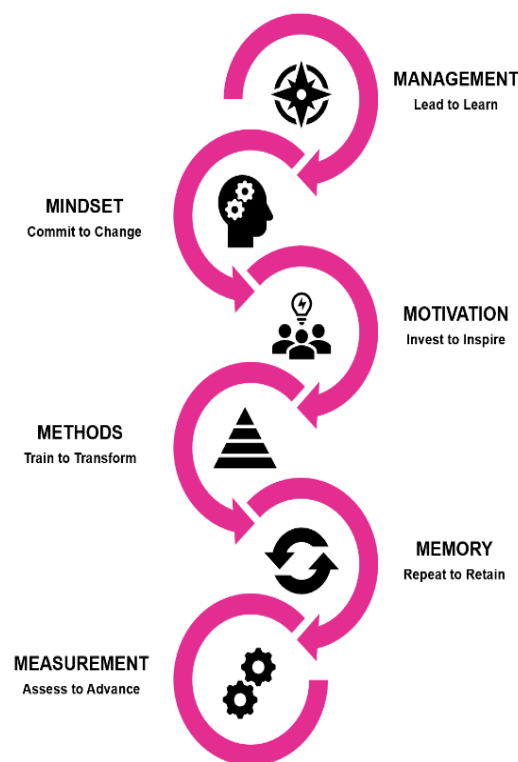 MANAGEMENT
Lead to Learn
MINDSET
Commit to Change
MOTIVATION
Invest to Inspire
METHODS
Train to Transform
MEMORY
Repeat to Retain
MEASUREMENT
Assess to Advance